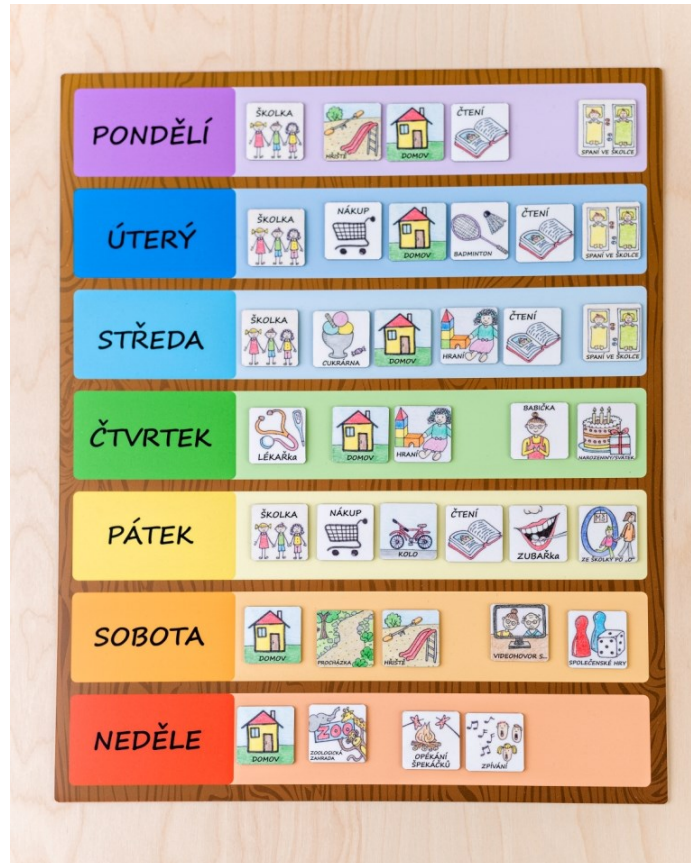 PONDĚLÍ
ŠKOLKA
HŘIŠTĚ
DOMOV
ČTENÍ
SPANÍ VE ŠKOLCE
ÚTERÝ
ŠKOLKA
NÁKUP
DOMOV
BADMINTON
ČTENÍ
SPANÍ VE ŠKOLCE
STŘEDA
ŠKOLKA
CUKRÁRNA
DOMOV
HRANÍ
ČTENÍ
SPANÍ VE ŠKOLCE
ČTVRTEK
LÉKAŘka
DOMOV
HRANÍ
BABIČKA
NAROZENINY/SVÁTEK
PÁTEK
ŠKOLKA
NÁKUP
KOLO
ČTENÍ
ZUBAŘka
ZE ŠKOLKY PO „O"
SOBOTA
DOMOV
PROCHÁZKA
HŘIŠTĚ
VIDEOHOVOR S...
SPOLEČENSKÉ HRY
NEDĚLE
DOMOV
ZOO
ZOOLOGICKÁ
ZAHRADA
OPÉKÁNÍ
ŠPEKÁČKŮ
ZPÍVÁNÍ